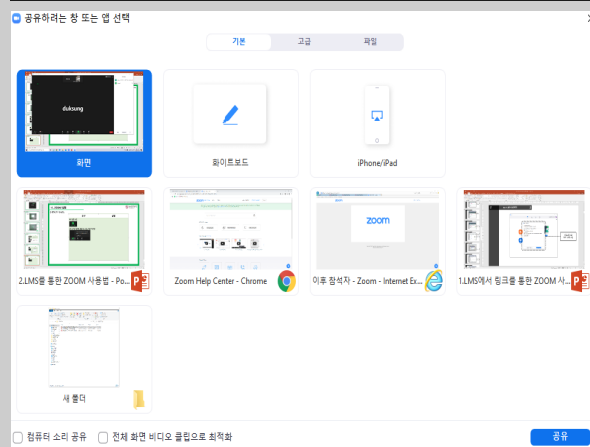 공유하려는 창 또는 앱 선택
기본 고급 파일
duksung
화면 화이트보드 iPhone/iPad
zoom
2.LMS를 통한 ZOOM 사용법 - Po... Zoom Help Center - Chrome 이후 참석자 - Zoom - Internet Ex... 1.LMS에서 링크를 통한 ZOOM 사...
새 폴더
컴퓨터 소리 공유 전체 화면 비디오 클립으로 최적화 공유